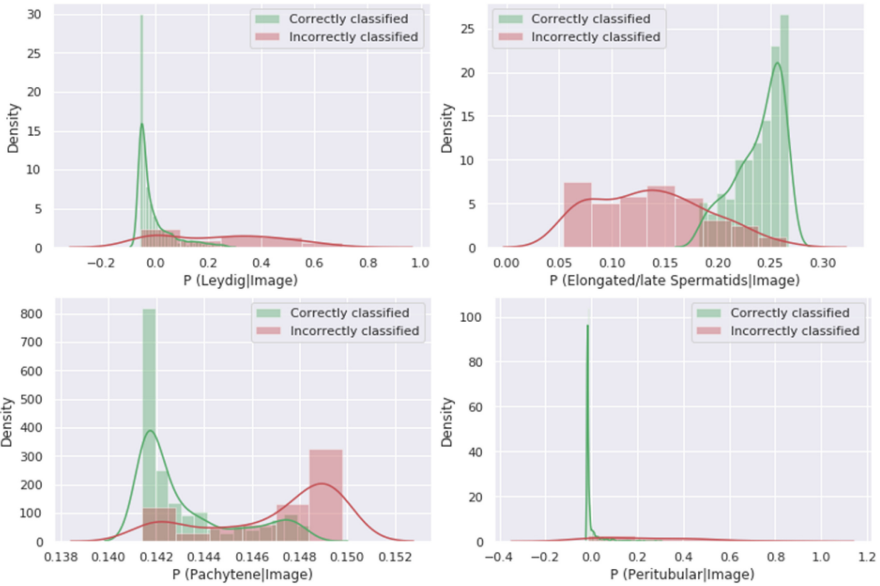 30
25
20
15
10
5
0
Density
Correctly classified
Incorrectly classified
−0.2 0.0 0.2 0.4 0.6 0.8 1.0
P (Leydig|Image)
25
20
15
10
5
0
Density
Correctly classified
Incorrectly classified
0.00 0.05 0.10 0.15 0.20 0.25 0.30
P (Elongated/late Spermatids|Image)
800
700
600
500
400
300
200
100
0
Density
Correctly classified
Incorrectly classified
0.138 0.140 0.142 0.144 0.146 0.148 0.150 0.152
P (Pachytene|Image)
100
80
60
40
20
0
Density
Correctly classified
Incorrectly classified
−0.4 −0.2 0.0 0.2 0.4 0.6 0.8 1.0 1.2
P (Peritubular|Image)